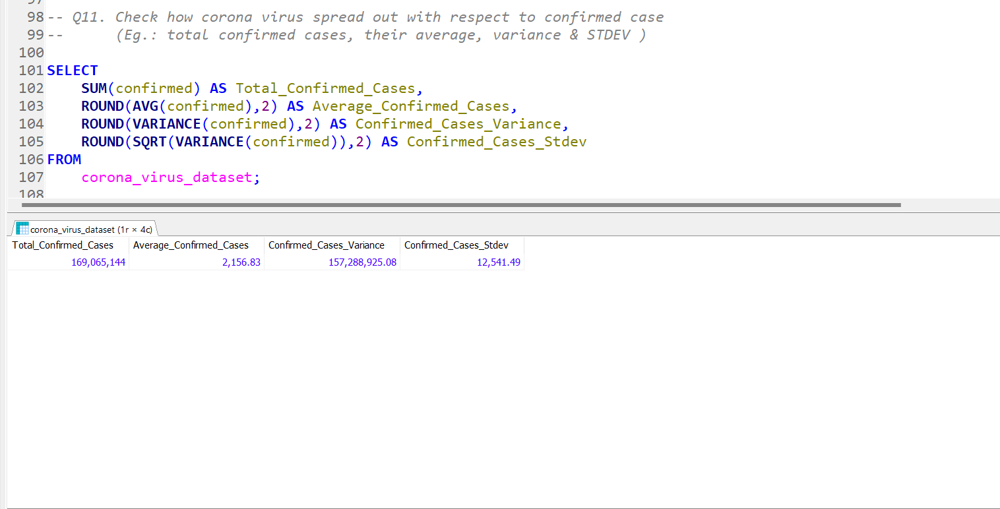 97
98 -- Q11. Check how corona virus spread out with respect to confirmed case
99 --      (Eg.: total confirmed cases, their average, variance & STDEV )
100
101 SELECT
102     SUM(confirmed) AS Total_Confirmed_Cases,
103     ROUND(AVG(confirmed),2) AS Average_Confirmed_Cases,
104     ROUND(VARIANCE(confirmed),2) AS Confirmed_Cases_Variance,
105     ROUND(SQRT(VARIANCE(confirmed)),2) AS Confirmed_Cases_Stdev
106 FROM
107     corona_virus_dataset;
108
corona_virus_dataset (1r × 4c)
Total_Confirmed_Cases Average_Confirmed_Cases Confirmed_Cases_Variance Confirmed_Cases_Stdev
169,065,144 2,156.83 157,288,925.08 12,541.49